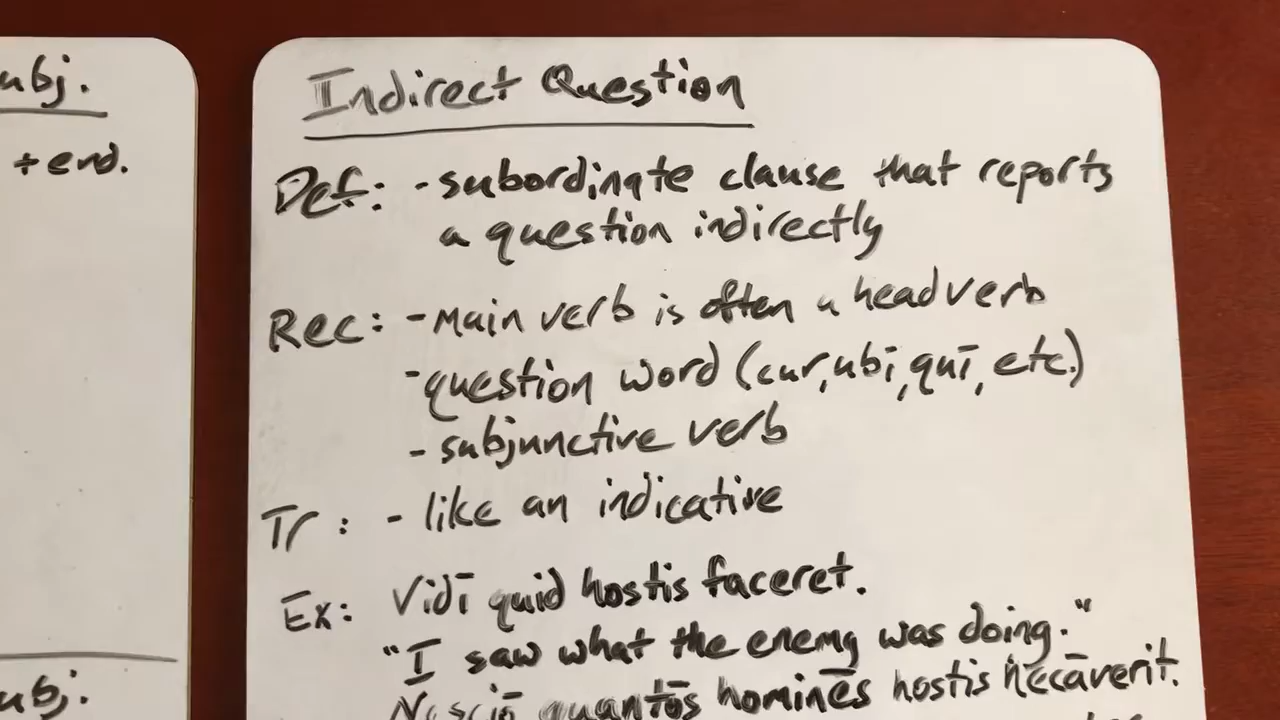 ubj.
+ end.
ubj.
Indirect Question
Def: - subordinate clause that reports
a question indirectly
Rec: - Main verb is often a head verb
- question word (cur, ubi, quī, etc.)
- subjunctive verb
Tr: - like an indicative
Ex: Vidī quid hostis faceret.
"I saw what the enemy was doing."
Nesciō quantōs hominēs hostis necāverit.